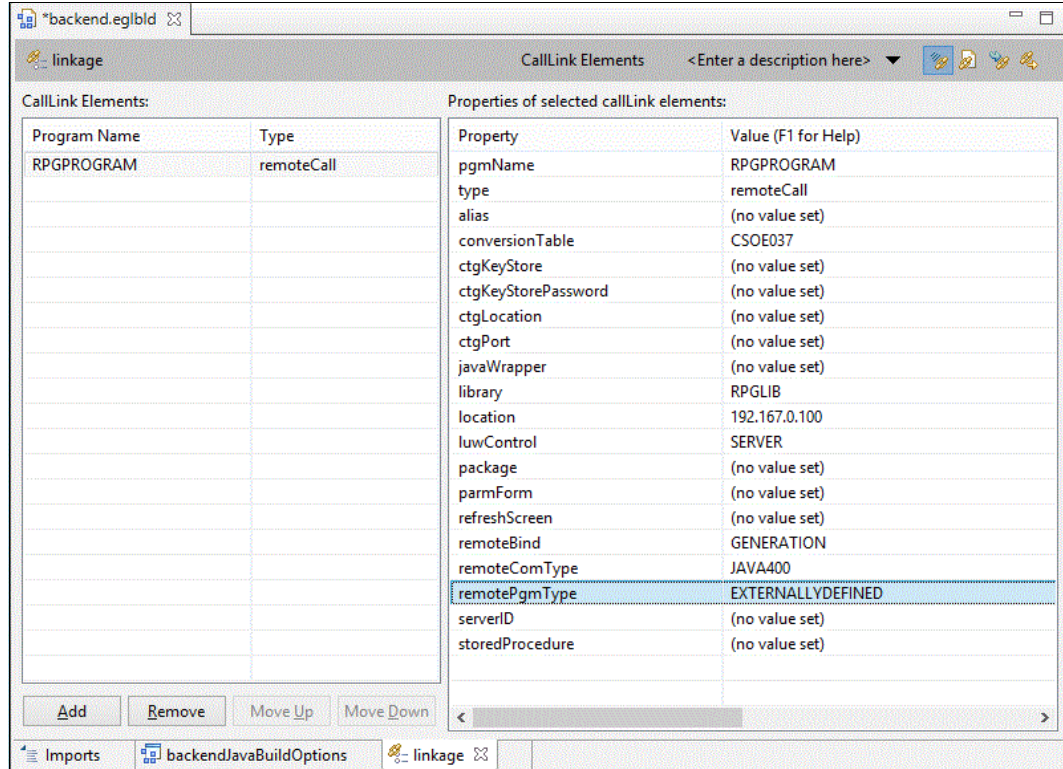 *backend.eglbld
linkage CallLink Elements <Enter a description here>
CallLink Elements: Properties of selected callLink elements:
Program Name Type Property Value (F1 for Help)
RPGPROGRAM remoteCall pgmName RPGPROGRAM
type remoteCall
alias (no value set)
conversionTable CSOE037
ctgKeyStore (no value set)
ctgKeyStorePassword (no value set)
ctgLocation (no value set)
ctgPort (no value set)
javaWrapper (no value set)
library RPGLIB
location 192.167.0.100
luwControl SERVER
package (no value set)
parmForm (no value set)
refreshScreen (no value set)
remoteBind GENERATION
remoteComType JAVA400
remotePgmType EXTERNALLYDEFINED
serverID (no value set)
storedProcedure (no value set)
Add Remove Move Up Move Down
Imports backendJavaBuildOptions linkage